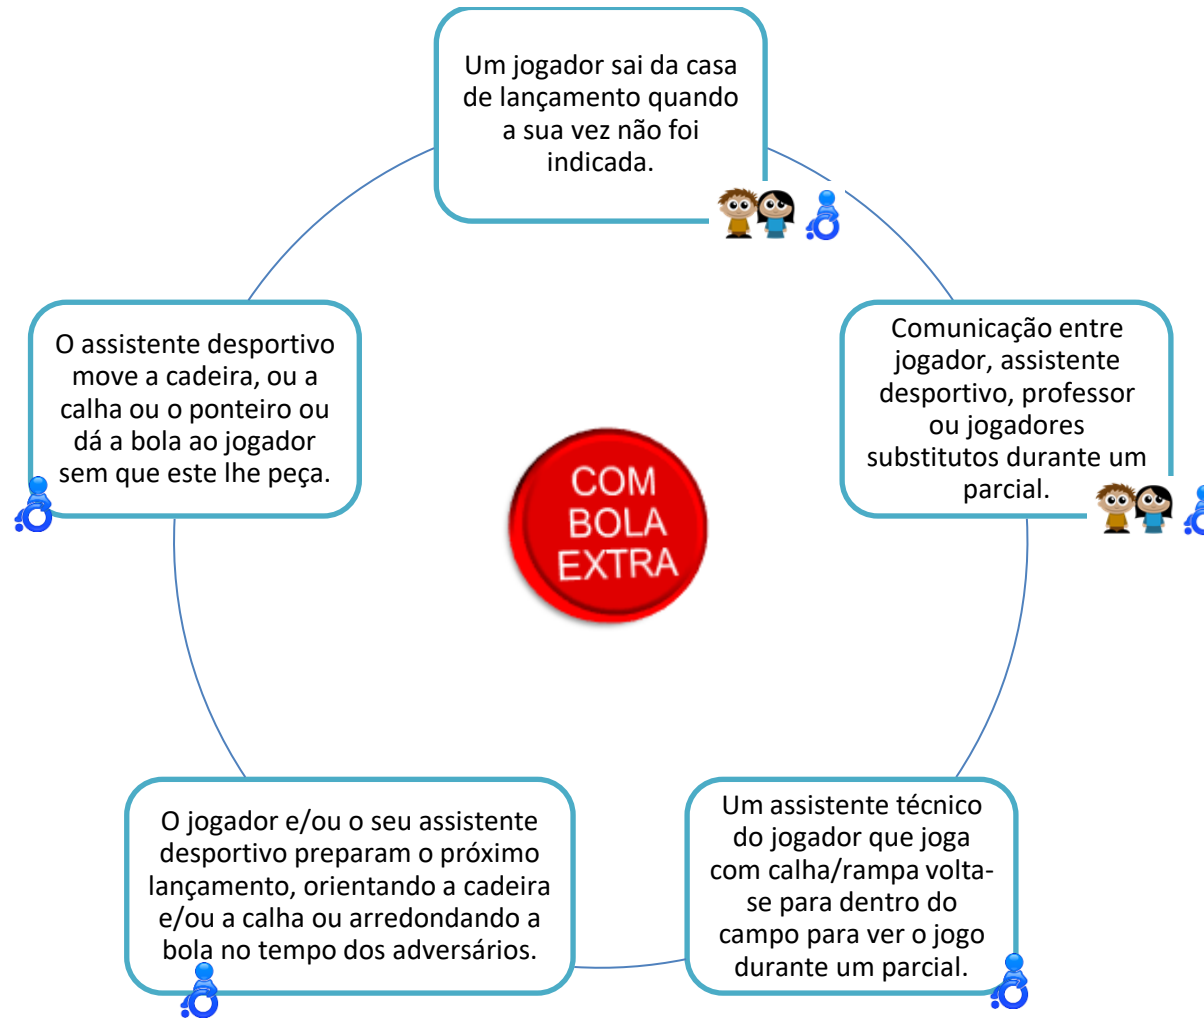 Um jogador sai da casa
de lançamento quando
a sua vez não foi
indicada.
Comunicação entre
jogador, assistente
desportivo, professor
ou jogadores
substitutos durante um
parcial.
Um assistente técnico
do jogador que joga
com calha/rampa volta-
se para dentro do
campo para ver o jogo
durante um parcial.
O jogador e/ou o seu assistente
desportivo preparam o próximo
lançamento, orientando a cadeira
e/ou a calha ou arredondando a
bola no tempo dos adversários.
O assistente desportivo
move a cadeira, ou a
calha ou o ponteiro ou
dá a bola ao jogador
sem que este lhe peça.
COM
BOLA
EXTRA